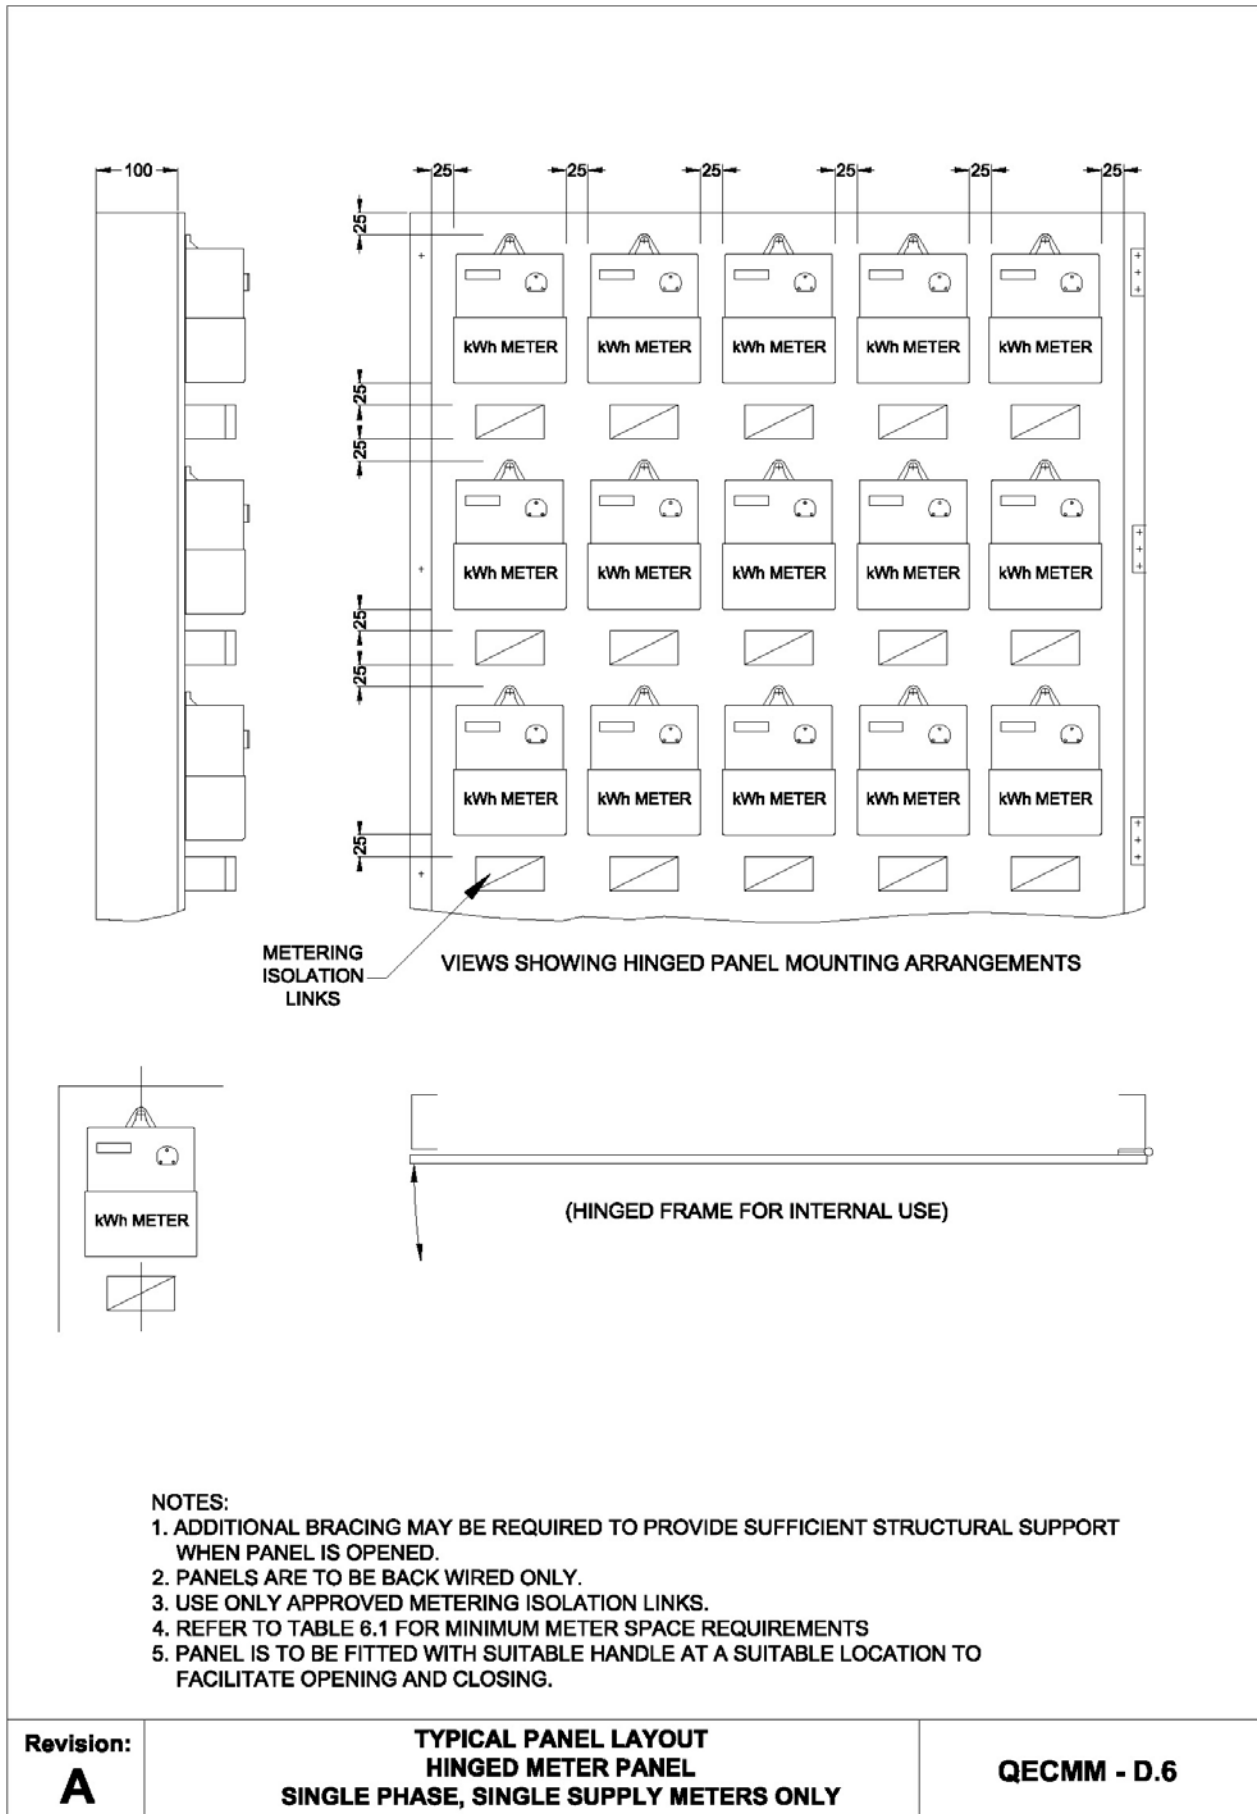 100 25 25 25 25 25 25
25
kWh METER kWh METER kWh METER kWh METER kWh METER
25
25
kWh METER kWh METER kWh METER kWh METER kWh METER
25
25
kWh METER kWh METER kWh METER kWh METER kWh METER
25
METERING
ISOLATION
LINKS
VIEWS SHOWING HINGED PANEL MOUNTING ARRANGEMENTS
kWh METER
(HINGED FRAME FOR INTERNAL USE)
NOTES:
1. ADDITIONAL BRACING MAY BE REQUIRED TO PROVIDE SUFFICIENT STRUCTURAL SUPPORT
WHEN PANEL IS OPENED.
2. PANELS ARE TO BE BACK WIRED ONLY.
3. USE ONLY APPROVED METERING ISOLATION LINKS.
4. REFER TO TABLE 6.1 FOR MINIMUM METER SPACE REQUIREMENTS
5. PANEL IS TO BE FITTED WITH SUITABLE HANDLE AT A SUITABLE LOCATION TO
FACILITATE OPENING AND CLOSING.
Revision:
A
TYPICAL PANEL LAYOUT
HINGED METER PANEL
SINGLE PHASE, SINGLE SUPPLY METERS ONLY
QECMM - D.6